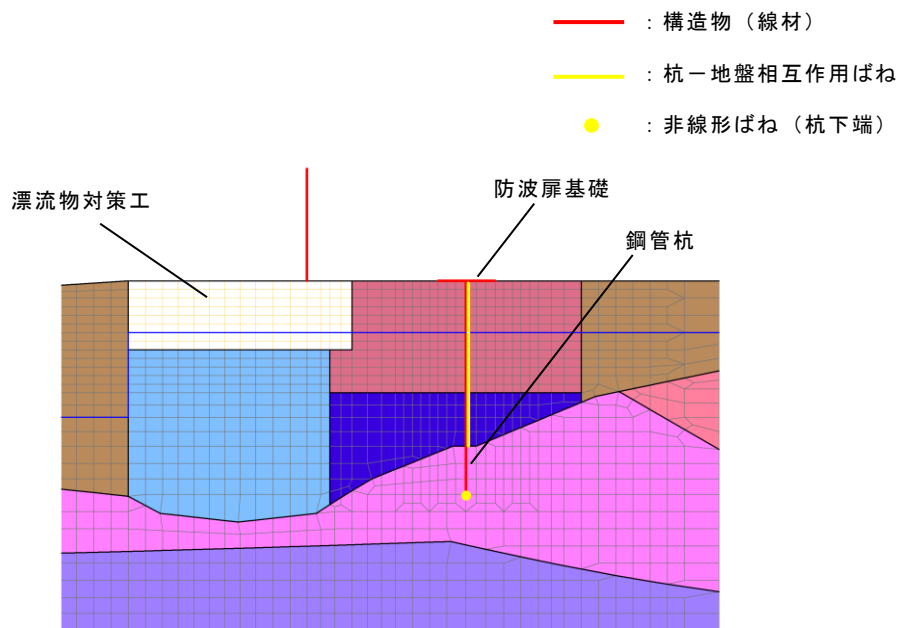 ：構造物（線材）
：杭－地盤相互作用ばね
：非線形ばね（杭下端）
漂流物対策工
防波扉基礎
鋼管杭